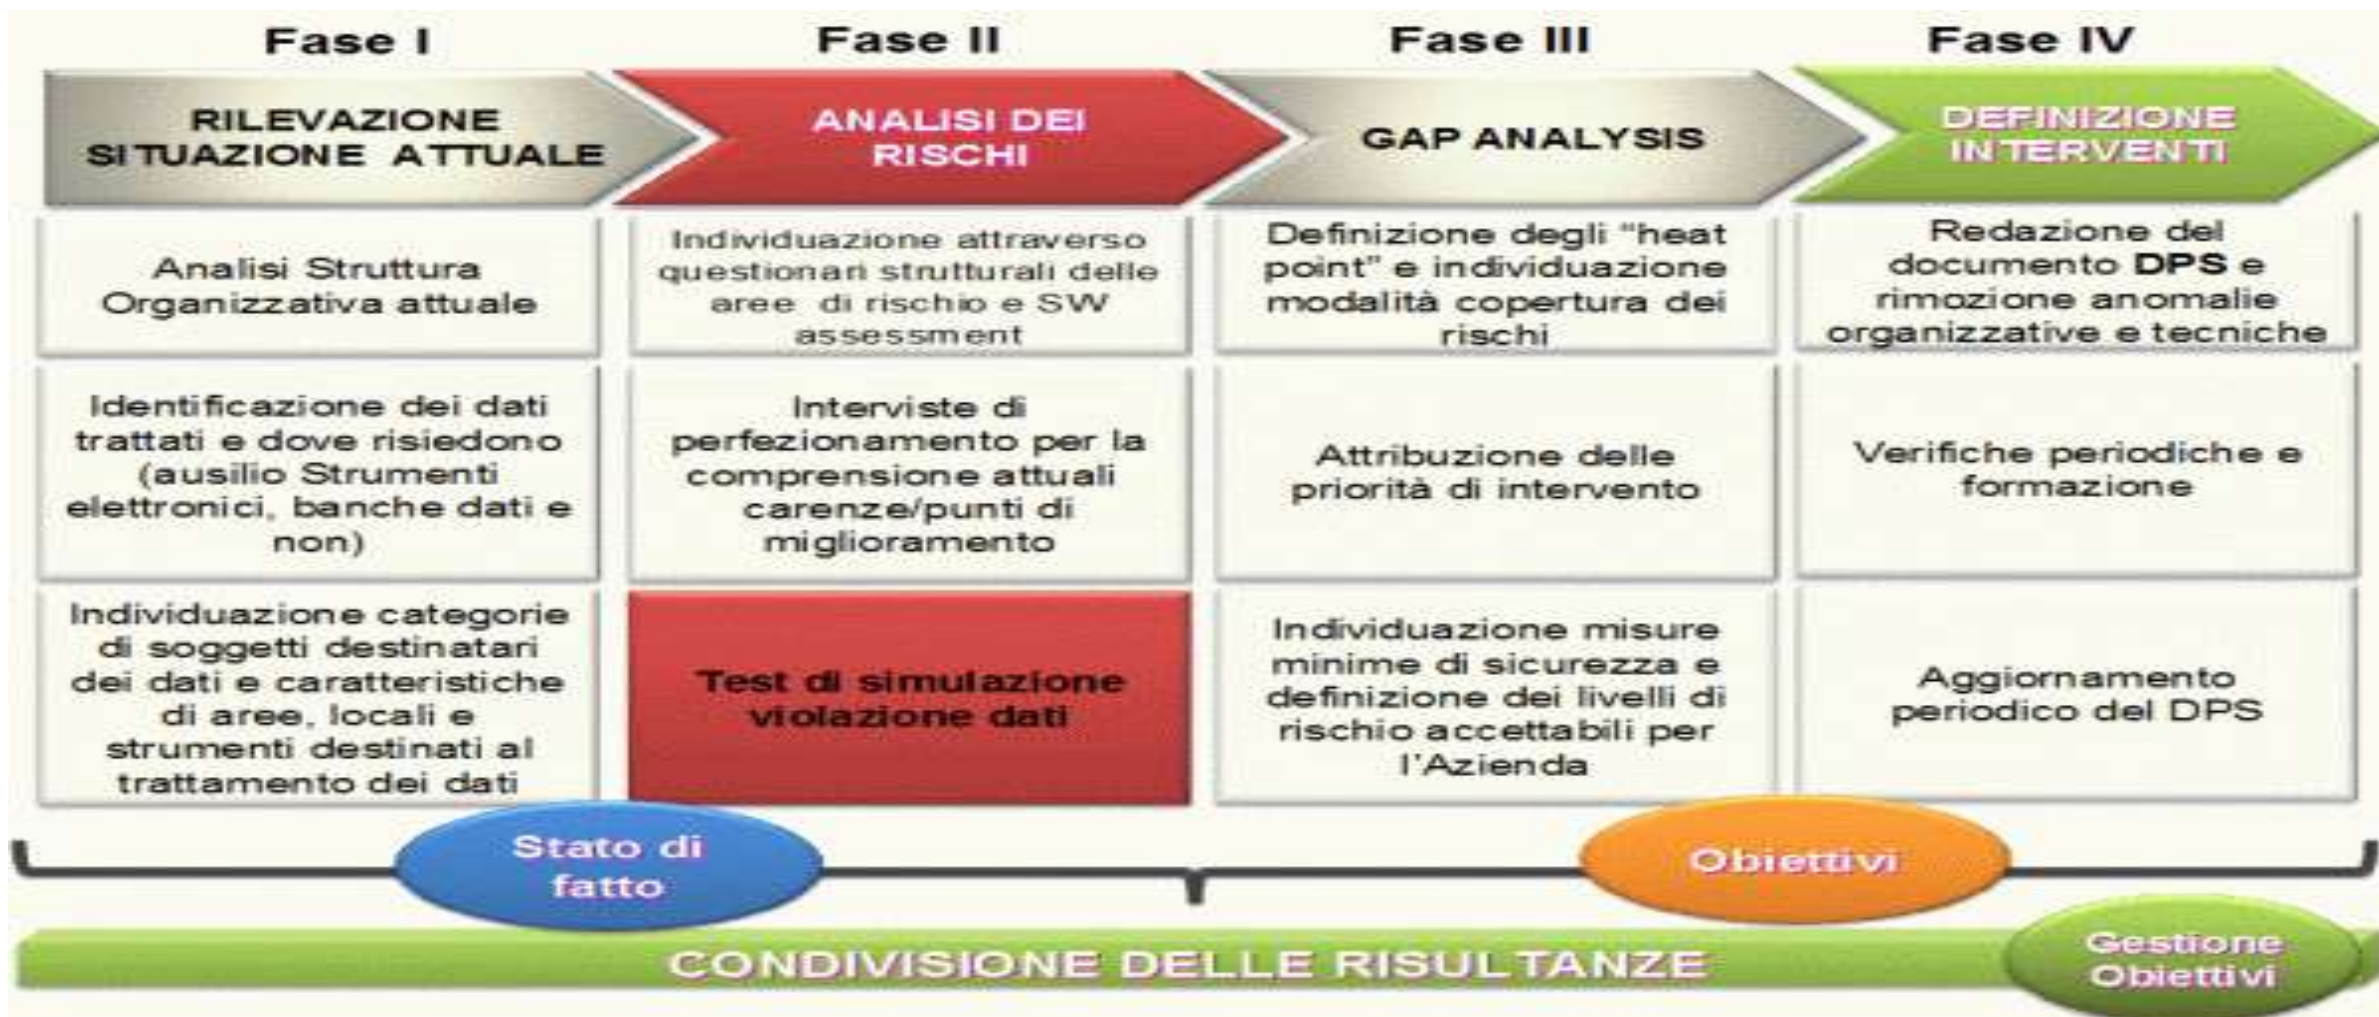 Fase I
Fase II
Fase III
Fase IV
RILEVAZIONE
SITUAZIONE ATTUALE
ANALISI DEI
RISCHI
GAP ANALYSIS
DEFINIZIONE
INTERVENTI
Analisi Struttura
Organizzativa attuale
Individuazione attraverso
questionari strutturali delle
aree di rischio e SW
assessment
Definizione degli "heat
point" e individuazione
modalità copertura dei
rischi
Redazione del
documento DPS e
rimozione anomalie
organizzative e tecniche
Identificazione dei dati
trattati e dove risiedono
(ausilio Strumenti
elettronici, banche dati e
non)
Interviste di
perfezionamento per la
comprensione attuali
carenze/punti di
miglioramento
Attribuzione delle
priorità di intervento
Verifiche periodiche e
formazione
Individuazione categorie
di soggetti destinatari
dei dati e caratteristiche
di aree, locali e
strumenti destinati al
trattamento dei dati
Test di simulazione
violazione dati
Individuazione misure
minime di sicurezza e
definizione dei livelli di
rischio accettabili per
l'Azienda
Aggiornamento
periodico del DPS
Stato di
fatto
Obiettivi
CONDIVISIONE DELLE RISULTANZE
Gestione
Obiettivi